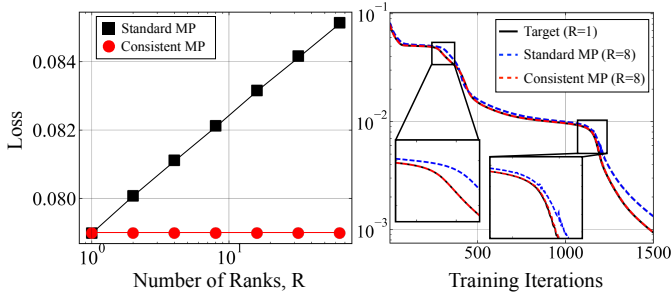 Standard MP
Consistent MP
0.084
0.082
0.080
Loss
10^0
10^1
Number of Ranks, R
10^-1
10^-2
10^-3
Target (R=1)
Standard MP (R=8)
Consistent MP (R=8)
500
1000
1500
Training Iterations